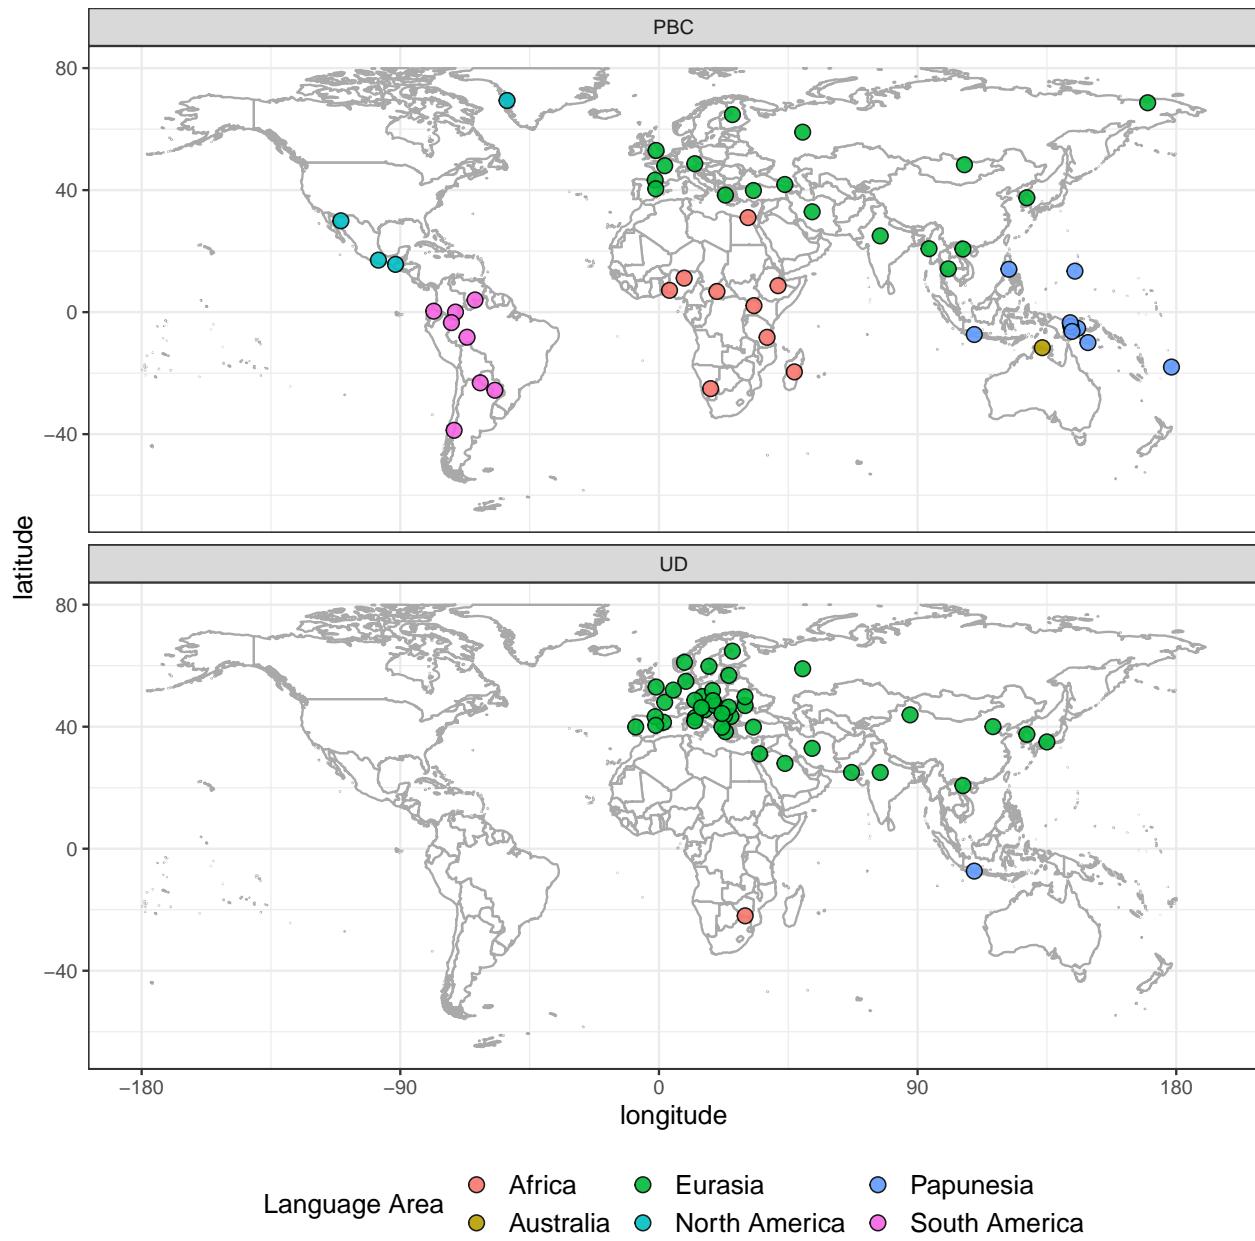 PBC
80
40
0
−40
latitude
UD
80
40
0
−40
−180 −90 0 90 180
longitude
Language Area
Africa Eurasia Papunesia
Australia North America South America